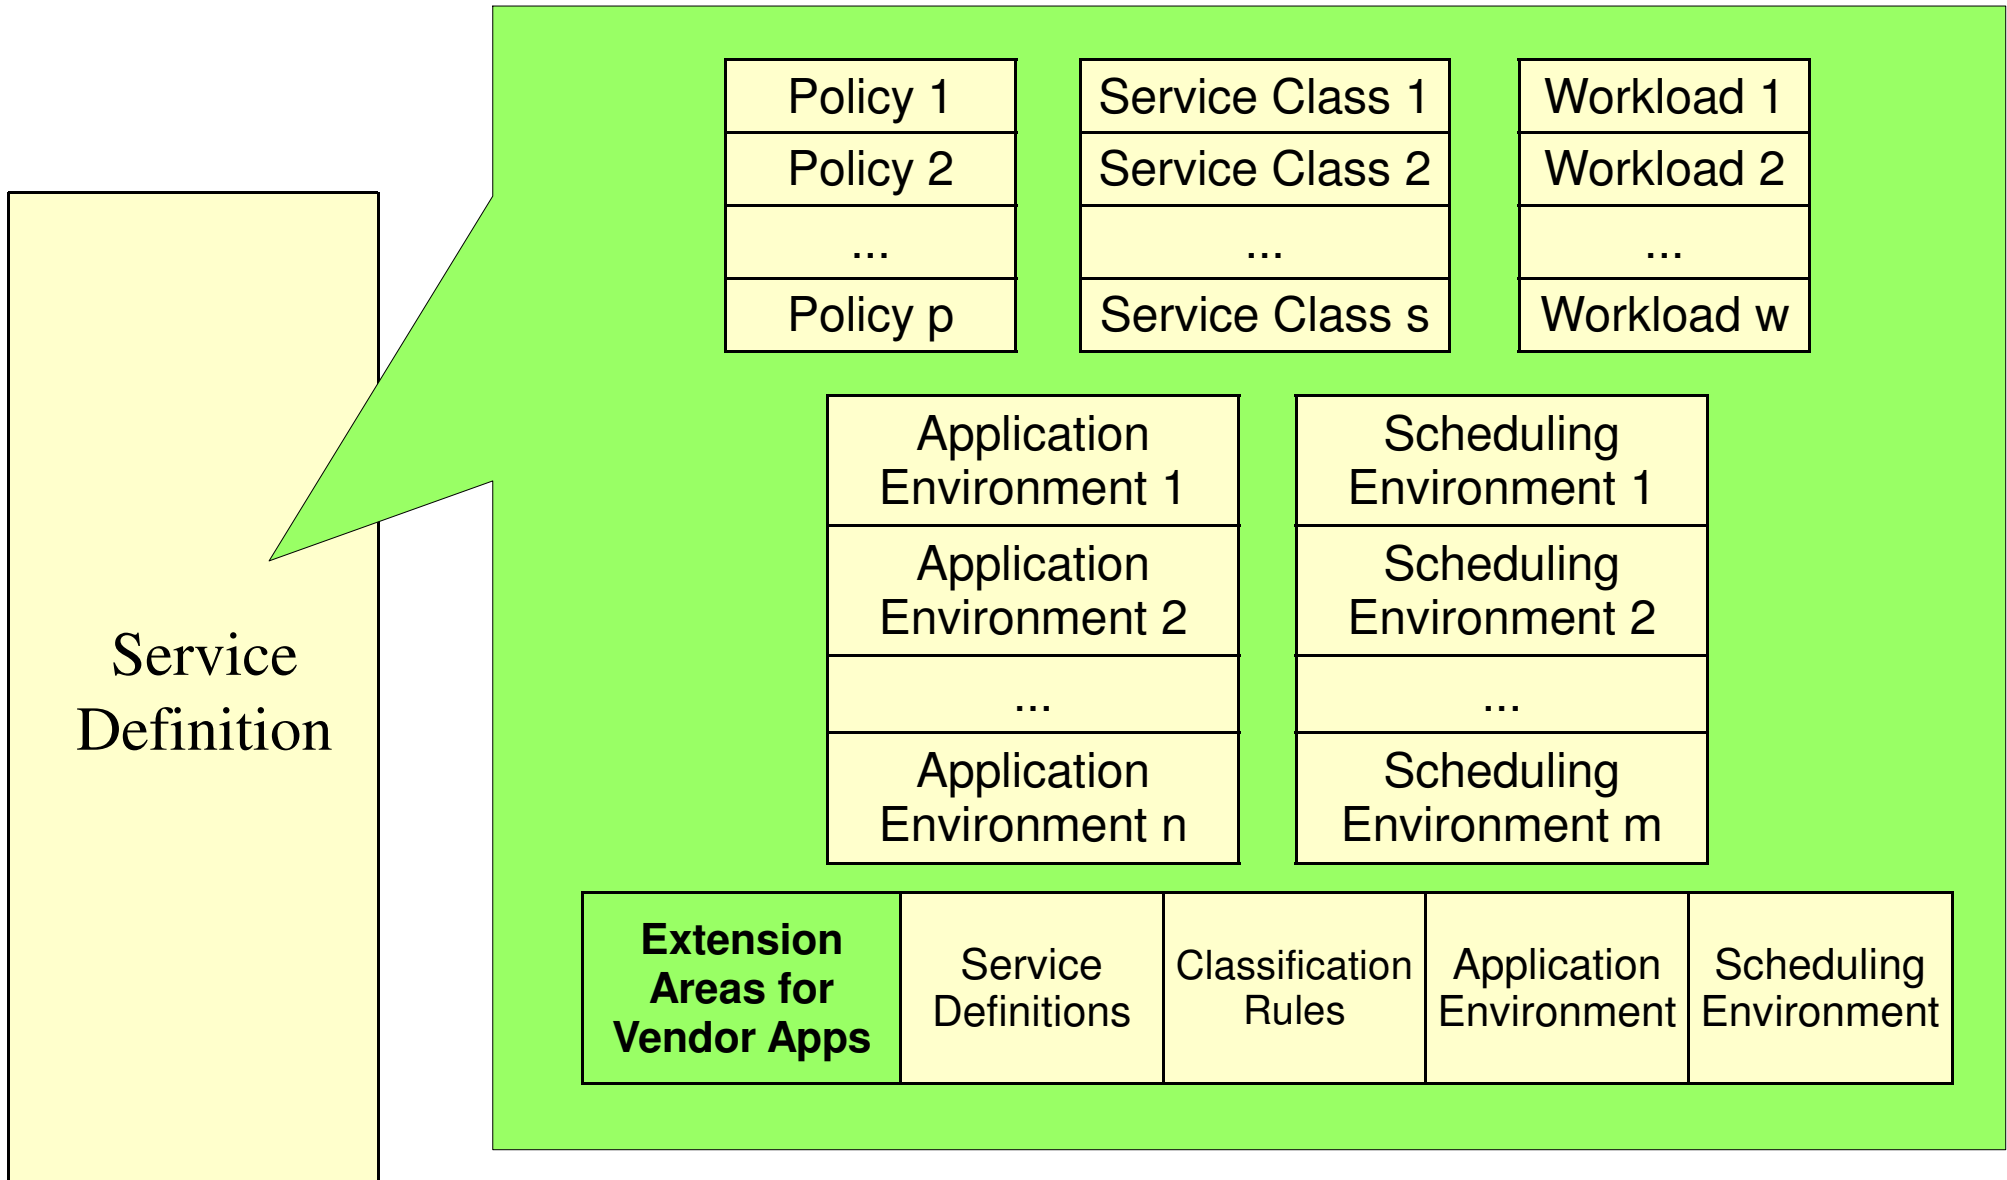 Policy 1
Policy 2
...
Policy p
Service Class 1
Service Class 2
...
Service Class s
Workload 1
Workload 2
...
Workload w
Service
Definition
Application
Environment 1
Application
Environment 2
...
Application
Environment n
Scheduling
Environment 1
Scheduling
Environment 2
...
Scheduling
Environment m
Extension
Areas for
Vendor Apps
Service
Definitions
Classification
Rules
Application
Environment
Scheduling
Environment